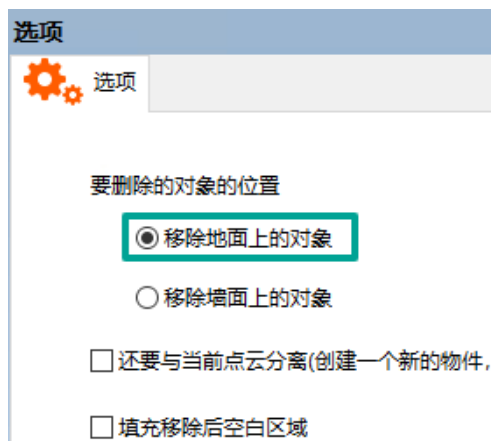 选项
选项
要删除的对象的位置
移除地面上的对象
移除墙面上的对象
还要与当前点云分离(创建一个新的物件,
填充移除后空白区域